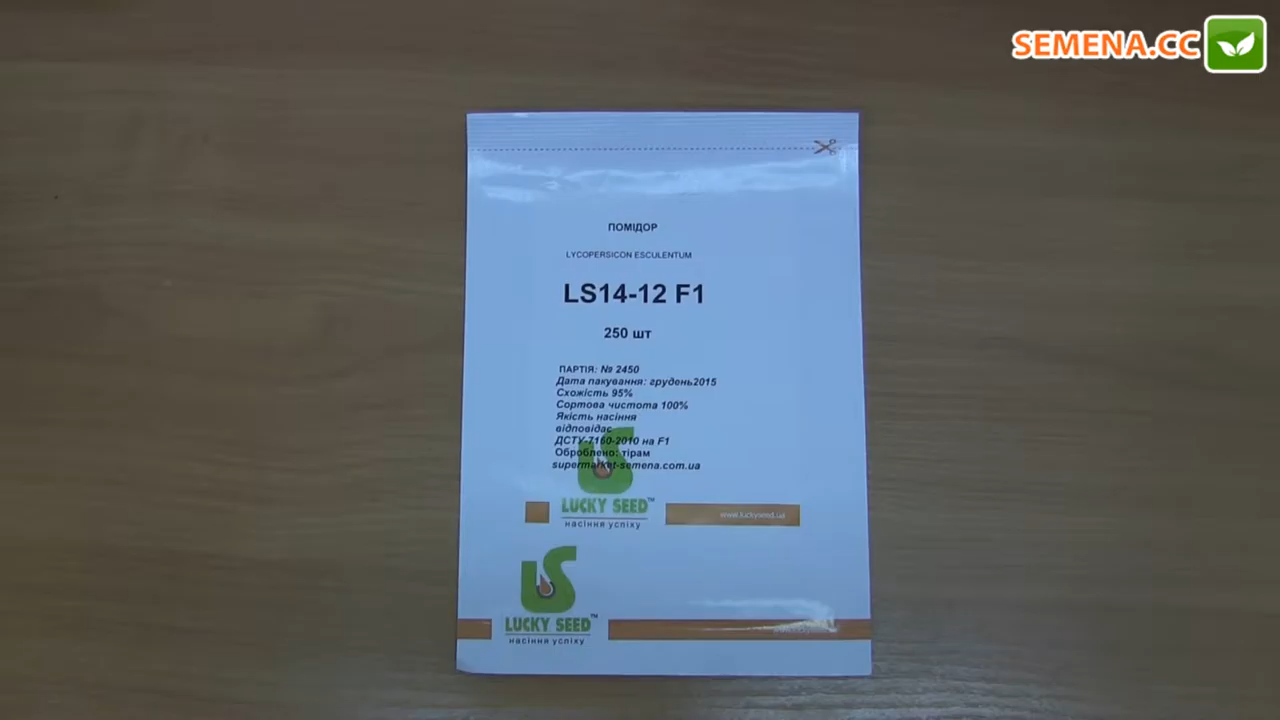 SEMENA.CC
ПОМІДОР
LYCOPERSICON ESCULENTUM
LS14-12 F1
250 шт
ПАРТІЯ: № 2450
Дата пакування: грудень2015
Схожість 95%
Сортова чистота 100%
Якість насіння
відповідає
ДСТУ-7160-2010 на F1
Оброблено: тірам
supermarket-semena.com.ua
LUCKY SEED™
насіння успіху
www.luckyseed.ua
LUCKY SEED™
насіння успіху